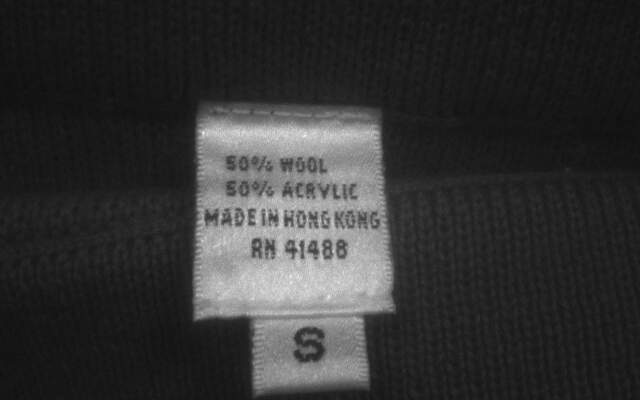 50% WOOL
50% ACRYLIC
MADE IN HONG KONG
RN 41488
S